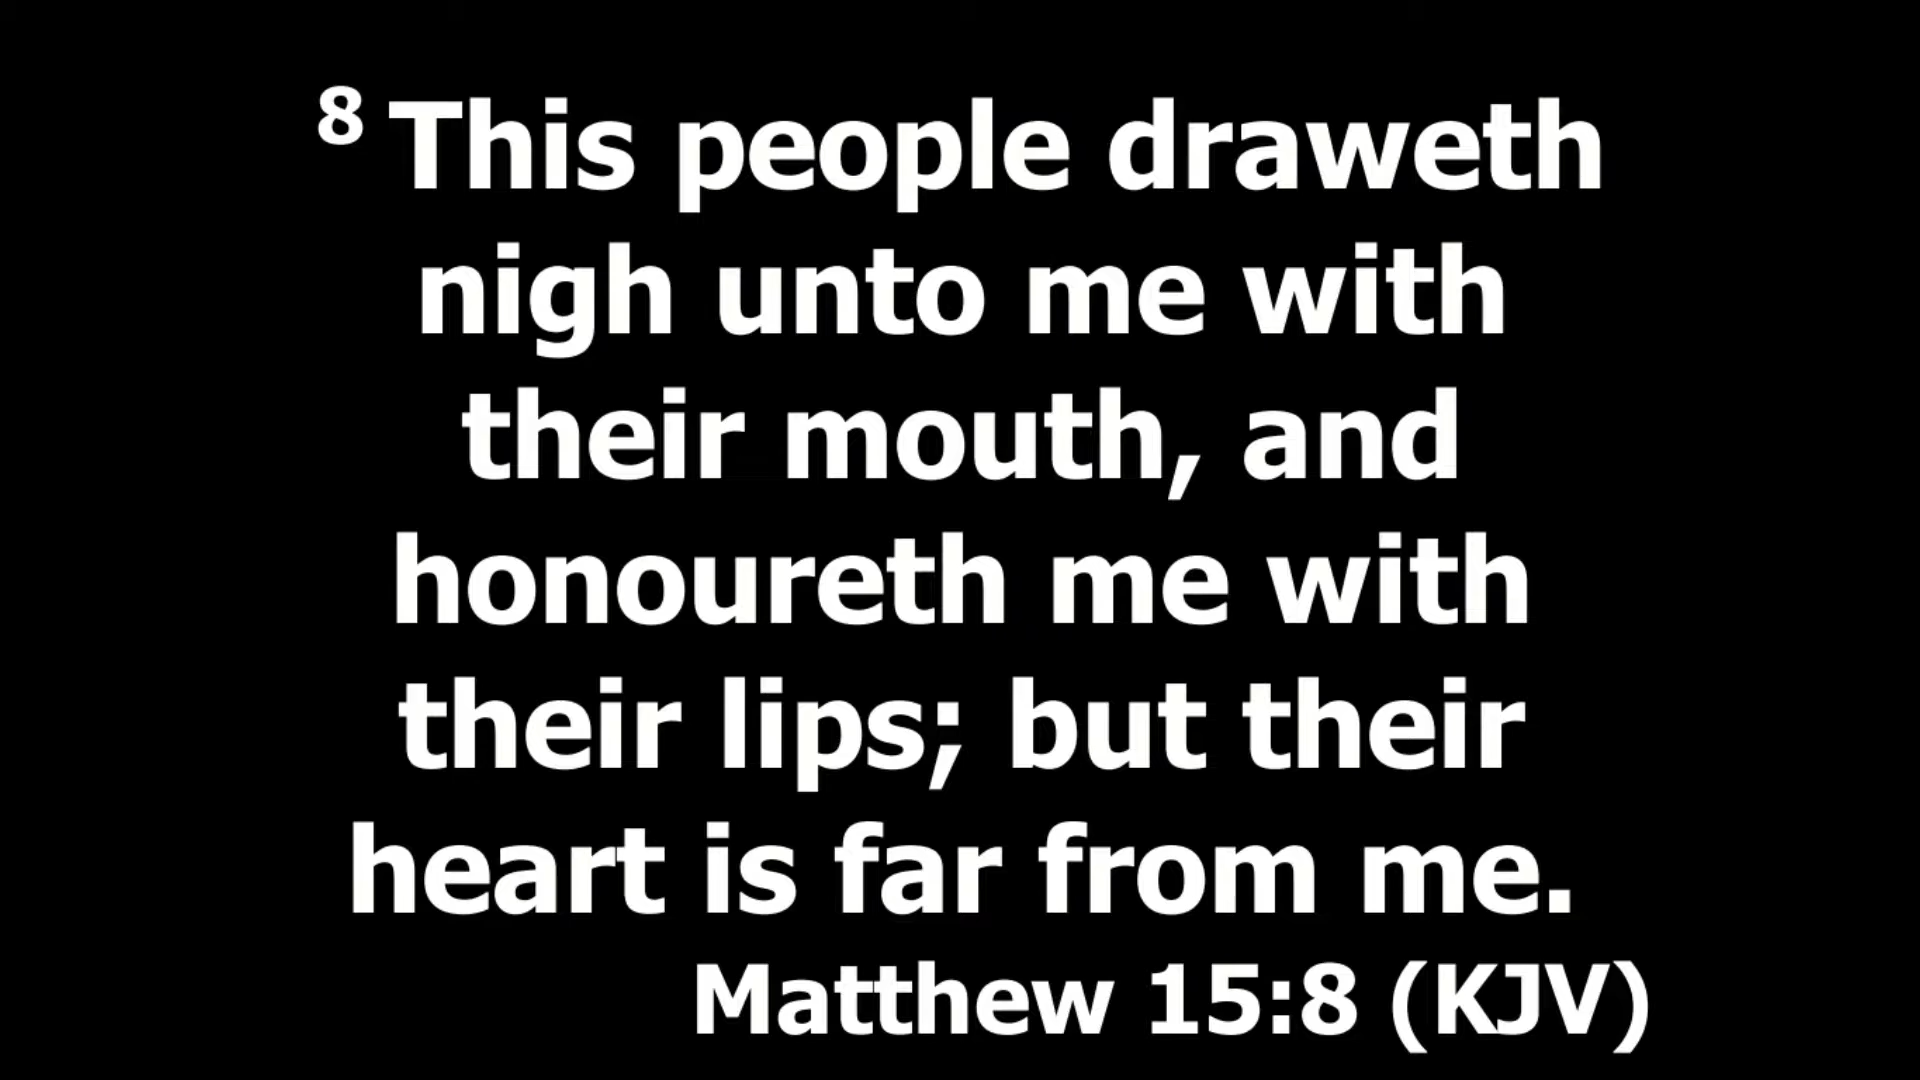 8 This people draweth
nigh unto me with
their mouth, and
honoureth me with
their lips; but their
heart is far from me.
Matthew 15:8 (KJV)